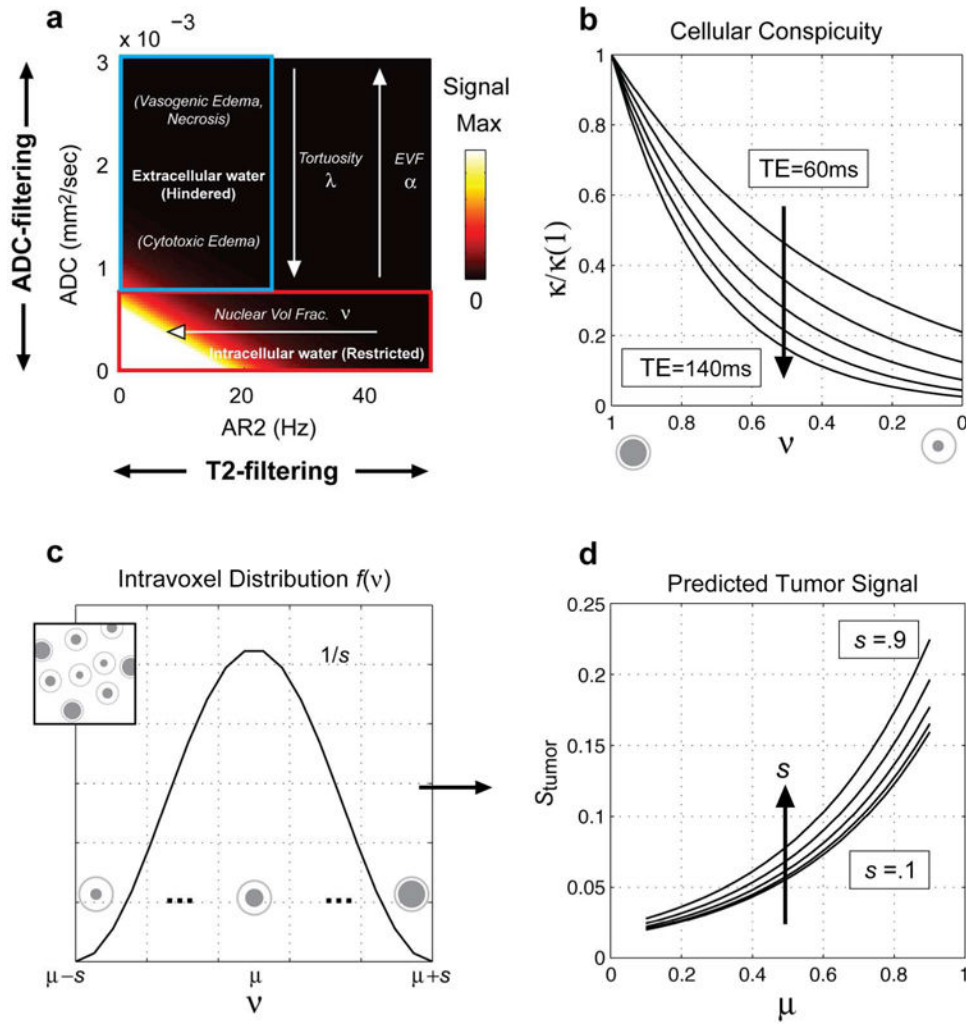 a
x 10
−3
3
2
1
0
ADC (mm²/sec)
ADC-filtering
(Vasogenic Edema,
Necrosis)
Extracellular water
(Hindered)
(Cytotoxic Edema)
Tortuosity
λ
EVF
α
Nuclear Vol Frac. ν
Intracellular water (Restricted)
0
20
40
AR2 (Hz)
T2-filtering
Signal
Max
0
b
Cellular Conspicuity
1
0.8
0.6
0.4
0.2
0
κ/κ(1)
TE=60ms
TE=140ms
1
0.8
0.6
0.4
0.2
0
ν
c
Intravoxel Distribution f(ν)
1/s
μ−s
μ
μ+s
ν
d
Predicted Tumor Signal
0.25
0.2
0.15
0.1
0.05
0
Stumor
s =.9
s
s =.1
0
0.2
0.4
0.6
0.8
1
μ